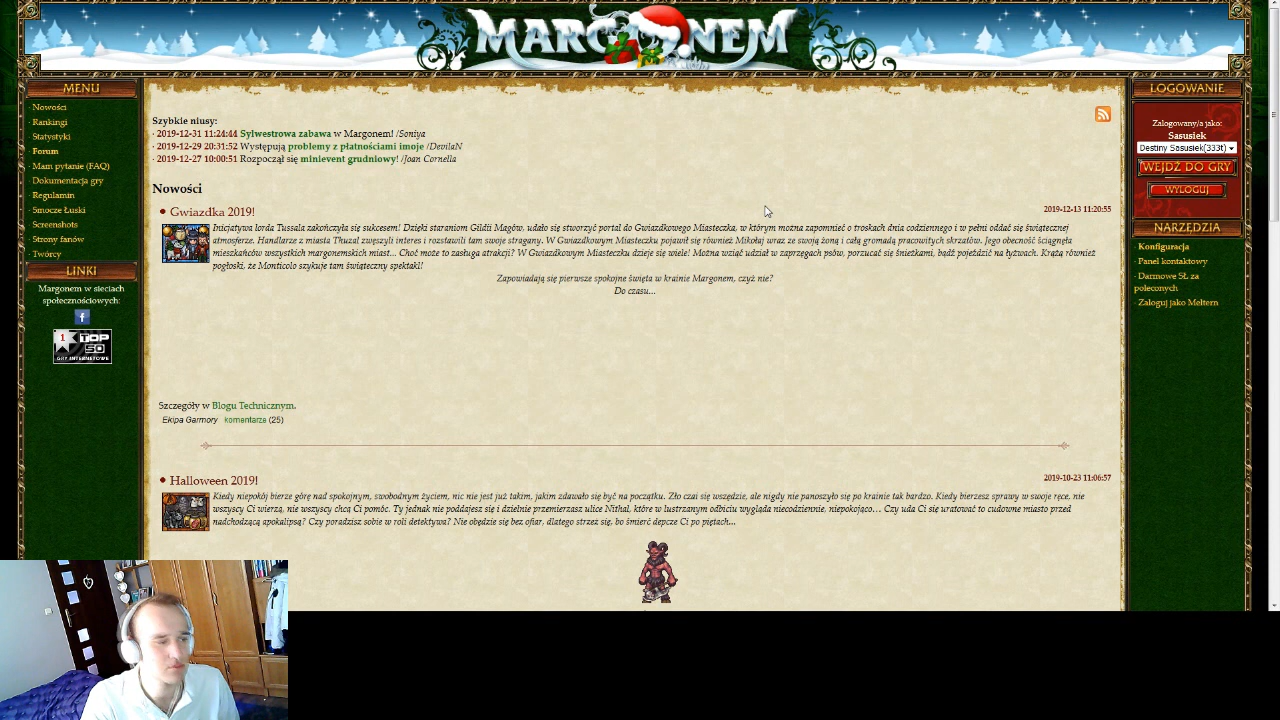 MARGONEM
MENU
Nowości
Rankingi
Statystyki
Forum
Mam pytanie (FAQ)
Dokumentacja gry
Regulamin
Smocze Łuski
Screenshots
Strony fanów
Twórcy
LINKI
Margonem w sieciach
społecznościowych:
f
1 TOP
50
GRY INTERNETOWE
Szybkie niusy:
· 2019-12-31 11:24:44 Sylwestrowa zabawa w Margonem! /Soniya
· 2019-12-29 20:31:52 Występują problemy z płatnościami imoje /DevilaN
· 2019-12-27 10:00:51 Rozpoczął się minievent grudniowy! /Joan Cornelia
Nowości
• Gwiazdka 2019!
2019-12-13 11:20:55
Inicjatywa lorda Tussala zakończyła się sukcesem! Dzięki staraniom Gildii Magów, udało się stworzyć portal do Gwiazdkowego Miasteczka, w którym można zapomnieć o troskach dnia codziennego i w pełni oddać się świątecznej
atmosferze. Handlarze z miasta Thuzal zwęszyli interes i rozstawili tam swoje stragany. W Gwiazdkowym Miasteczku pojawił się również Mikołaj wraz ze swoją żoną i całą gromadą pracowitych skrzatów. Jego obecność ściągnęła
mieszkańców wszystkich margonemskich miast... Choć może to zasługa atrakcji? W Gwiazdkowym Miasteczku dzieje się wiele! Można wziąć udział w zaprzęgach psów, porzucać się śnieżkami, bądź pojeździć na łyżwach. Krążą również
pogłoski, że Monticolo szykuje tam świąteczny spektakl!
Zapowiadają się pierwsze spokojne święta w krainie Margonem, czyż nie?
Do czasu...
Szczegóły w Blogu Technicznym.
Ekipa Garmory komentarze (25)
• Halloween 2019!
2019-10-23 11:06:57
Kiedy niepokój bierze górę nad spokojnym, swobodnym życiem, nic nie jest już takim, jakim zdawało się być na początku. Zło czai się wszędzie, ale nigdy nie panoszyło się po krainie tak bardzo. Kiedy bierzesz sprawy w swoje ręce, nie
wszyscy Ci wierzą, nie wszyscy chcą Ci pomóc. Ty jednak nie poddajesz się i dzielnie przemierzasz ulice Nithal, które w lustrzanym odbiciu wygląda niecodziennie, niepokojąco… Czy uda Ci się uratować to cudowne miasto przed
nadchodzącą apokalipsą? Czy poradzisz sobie w roli detektywa? Nie obędzie się bez ofiar, dlatego strzeż się, bo śmierć depcze Ci po piętach...
LOGOWANIE
Zalogowany/a jako:
Sasusiek
Destiny Sasusiek(333t)
WEJDŹ DO GRY
WYLOGUJ
NARZĘDZIA
· Konfiguracja
· Panel kontaktowy
· Darmowe SŁ za
poleconych
· Zaloguj jako Meltern